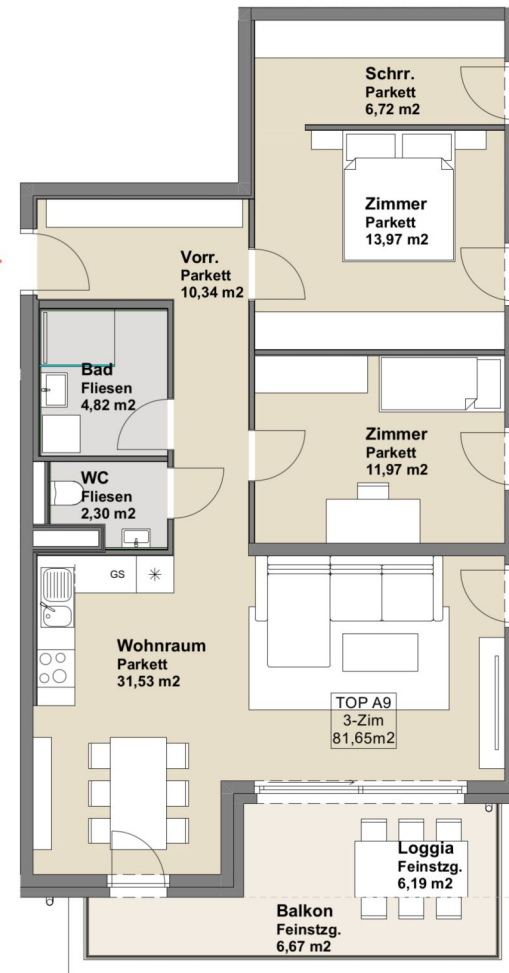 Schrr.
Parkett
6,72 m2
Zimmer
Parkett
13,97 m2
Vorr.
Parkett
10,34 m2
Bad
Fliesen
4,82 m2
Zimmer
Parkett
11,97 m2
WC
Fliesen
2,30 m2
GS
Wohnraum
Parkett
31,53 m2
TOP A9
3-Zim
81,65m2
Loggia
Feinstzg.
6,19 m2
Balkon
Feinstzg.
6,67 m2